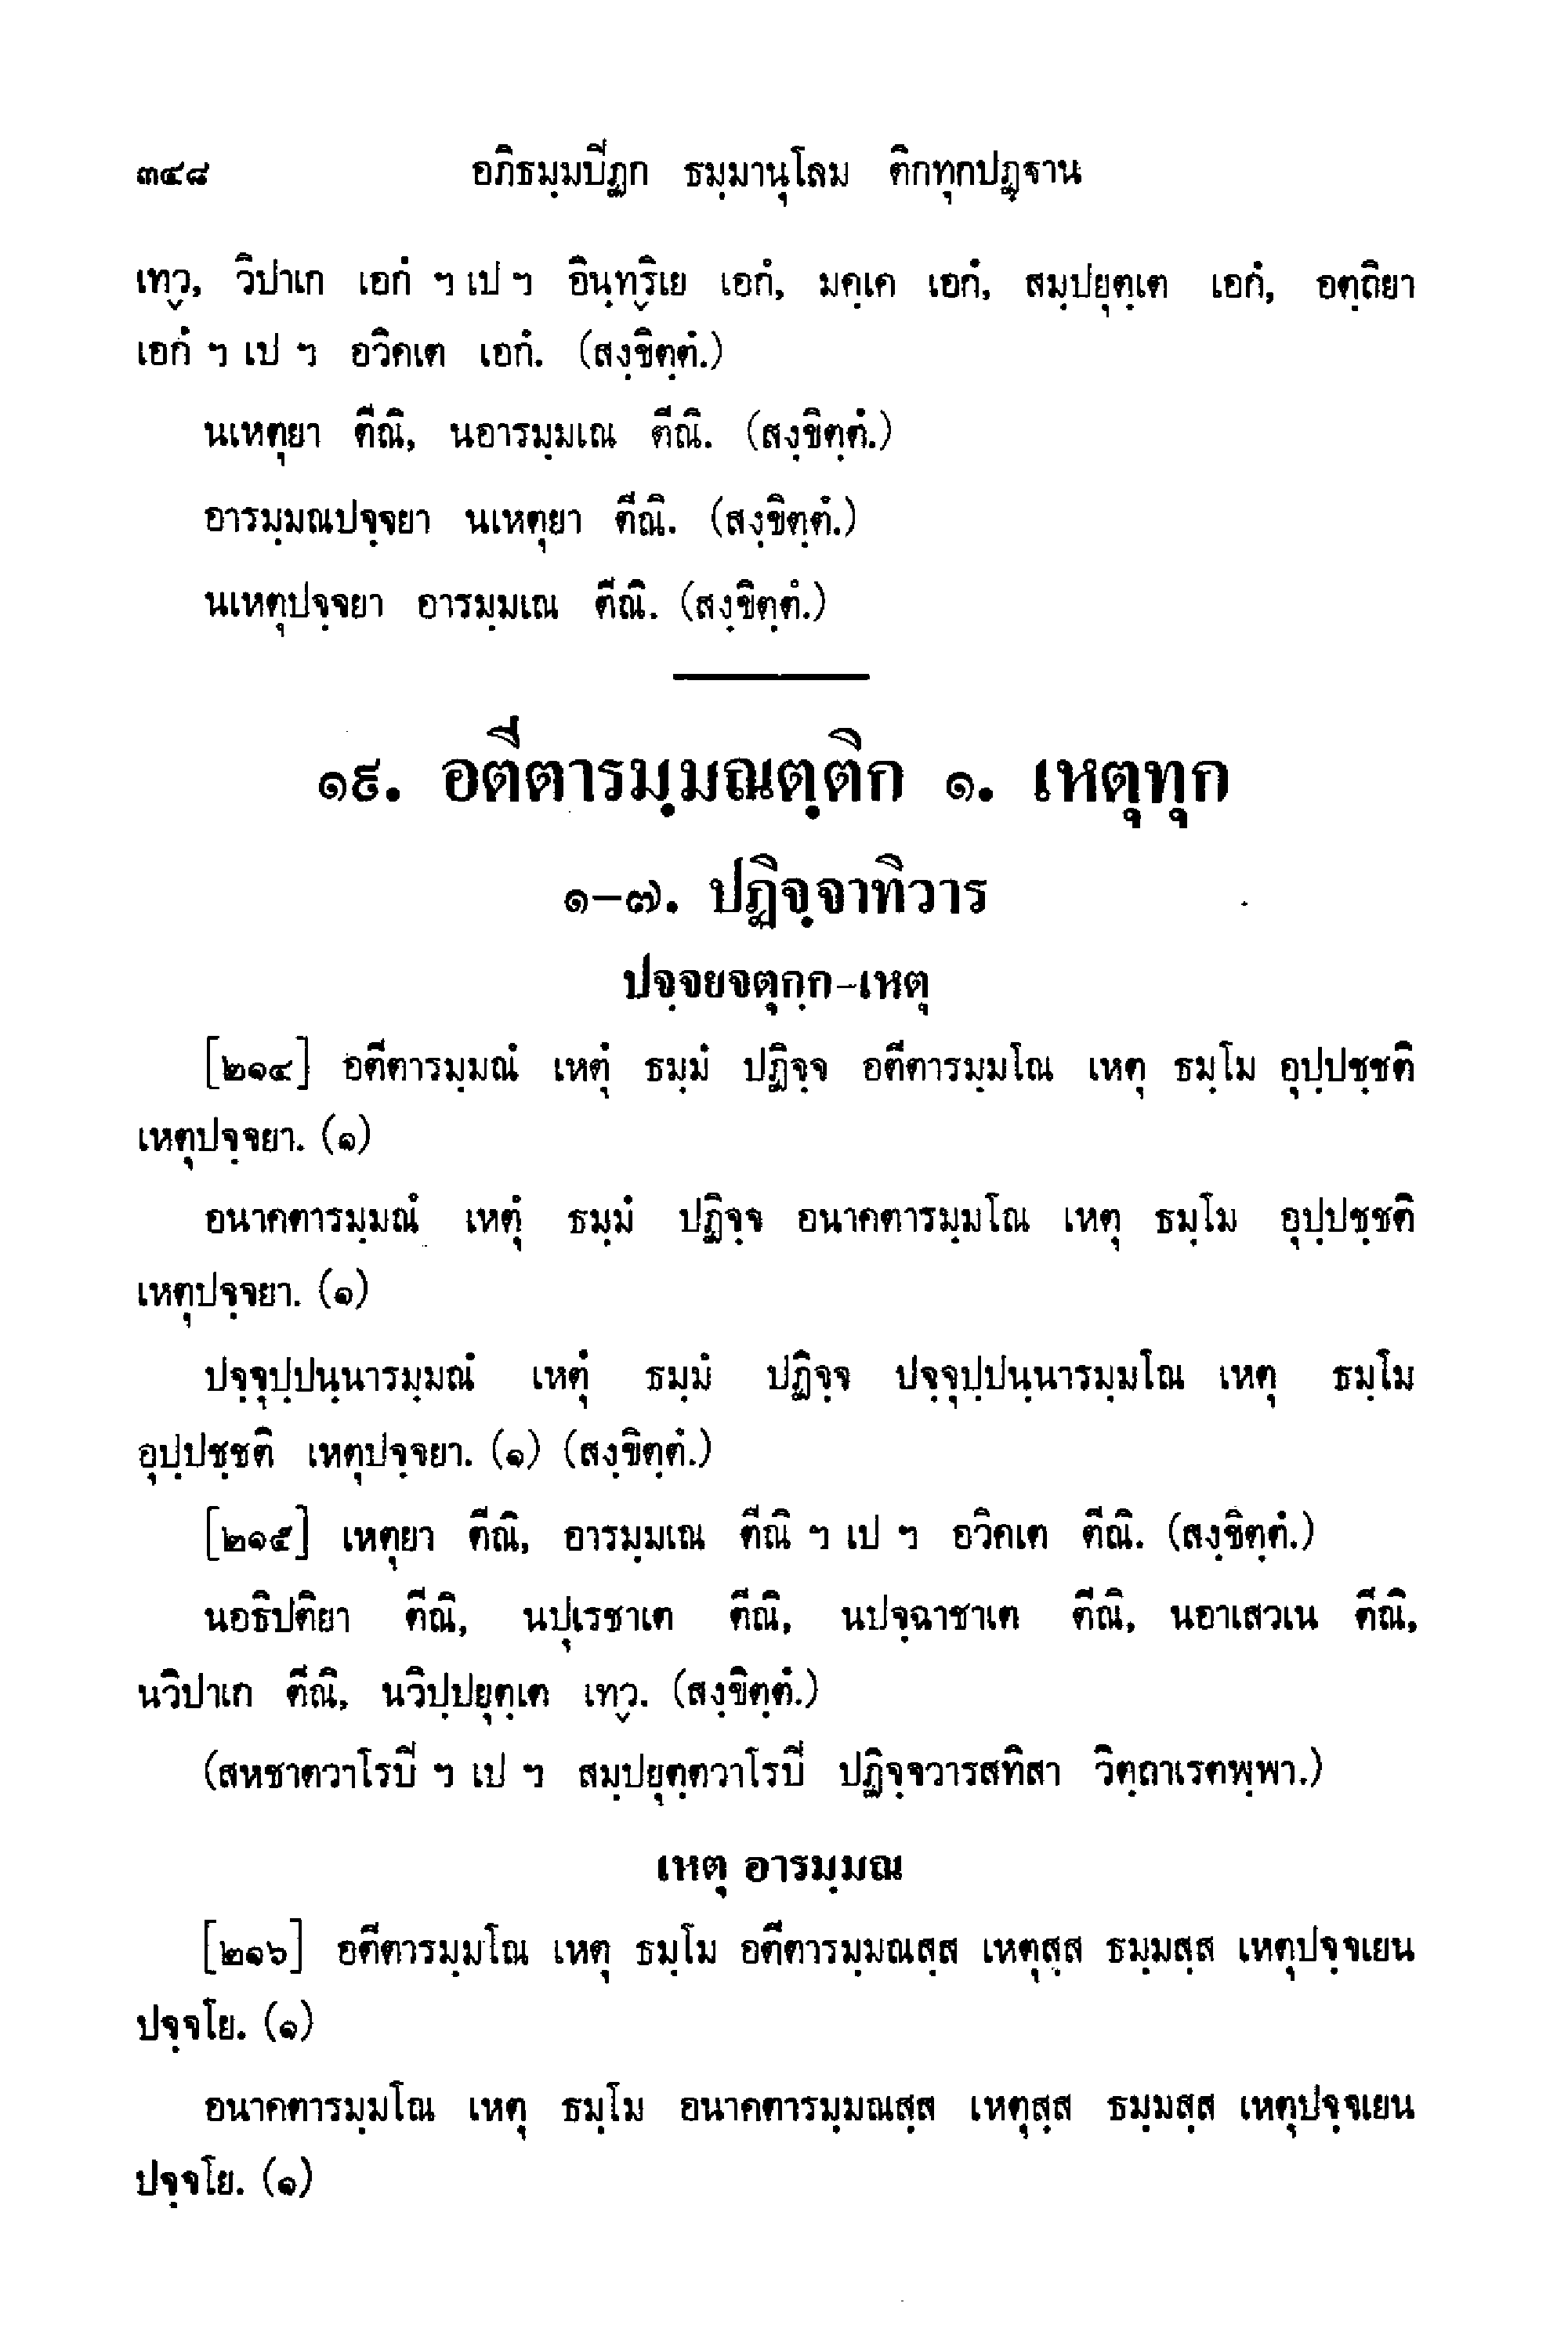 ๓๔๘ อภิธมฺมปีฏก ธมฺมานุโลม ติกทุกปฏฺฐาน
เทฺว, วิปาเก เอกํ ฯ เป ฯ อินฺทฺริเย เอกํ, มคฺเค เอกํ, สมฺปยุตฺเต เอกํ, อตฺถิยา
เอกํ ฯ เป ฯ อวิคเต เอกํ. (สงฺขิตฺตํ.)
นเหตุยา ตีณิ, นอารมฺมเณ ตีณิ. (สงฺขิตฺตํ.)
อารมฺมณปจฺจยา นเหตุยา ตีณิ. (สงฺขิตฺตํ.)
นเหตุปจฺจยา อารมฺมเณ ตีณิ. (สงฺขิตฺตํ.)
๑๙. อตีตารมฺมณตฺติก ๑. เหตุทุก
๑-๗. ปฏิจฺจาทิวาร
ปจฺจยจตุกฺก-เหตุ
[๒๑๔] อตีตารมฺมณํ เหตุํ ธมฺมํ ปฏิจฺจ อตีตารมฺมโณ เหตุ ธมฺโม อุปฺปชฺชติ
เหตุปจฺจยา. (๑)
อนาคตารมฺมณํ เหตุํ ธมฺมํ ปฏิจฺจ อนาคตารมฺมโณ เหตุ ธมฺโม อุปฺปชฺชติ
เหตุปจฺจยา. (๑)
ปจฺจุปฺปนฺนารมฺมณํ เหตุํ ธมฺมํ ปฏิจฺจ ปจฺจุปฺปนฺนารมฺมโณ เหตุ ธมฺโม
อุปฺปชฺชติ เหตุปจฺจยา. (๑) (สงฺขิตฺตํ.)
[๒๑๕] เหตุยา ตีณิ, อารมฺมเณ ตีณิ ฯ เป ฯ อวิคเต ตีณิ. (สงฺขิตฺตํ.)
นอธิปติยา ตีณิ, นปุเรชาเต ตีณิ, นปจฺฉาชาเต ตีณิ, นอาเสวเน ตีณิ,
นวิปาเก ตีณิ, นวิปฺปยุตฺเต เทฺว. (สงฺขิตฺตํ.)
(สหชาตวาโรปี ฯ เป ฯ สมฺปยุตฺตวาโรปี ปฏิจฺจวารสทิสา วิตฺถาเรตพฺพา.)
เหตุ อารมฺมณ
[๒๑๖] อตีตารมฺมโณ เหตุ ธมฺโม อตีตารมฺมณสฺส เหตุสฺส ธมฺมสฺส เหตุปจฺจเยน
ปจฺจโย. (๑)
อนาคตารมฺมโณ เหตุ ธมฺโม อนาคตารมฺมณสฺส เหตุสฺส ธมฺมสฺส เหตุปจฺจเยน
ปจฺจโย. (๑)